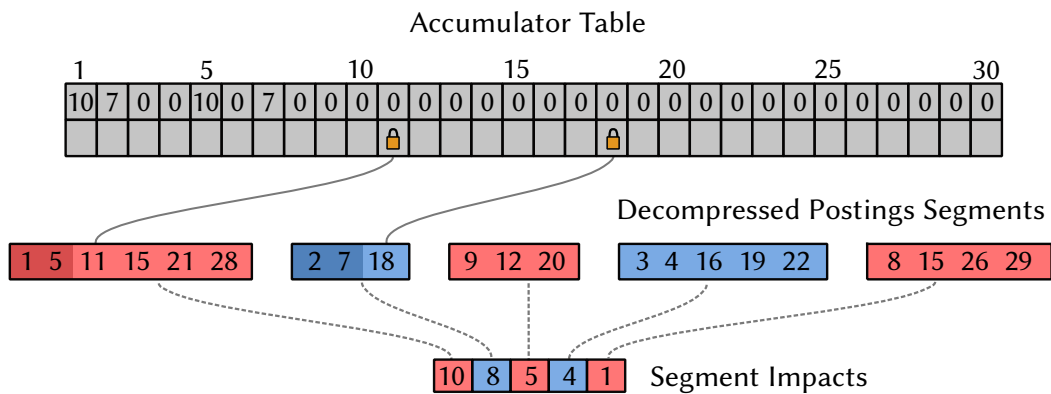 Accumulator Table
1 5 10 15 20 25 30
10 7 0 0 10 0 7 0 0 0 0 0 0 0 0 0 0 0 0 0 0 0 0 0 0 0 0 0 0 0
Decompressed Postings Segments
1 5 11 15 21 28 2 7 18 9 12 20 3 4 16 19 22 8 15 26 29
10 8 5 4 1 Segment Impacts